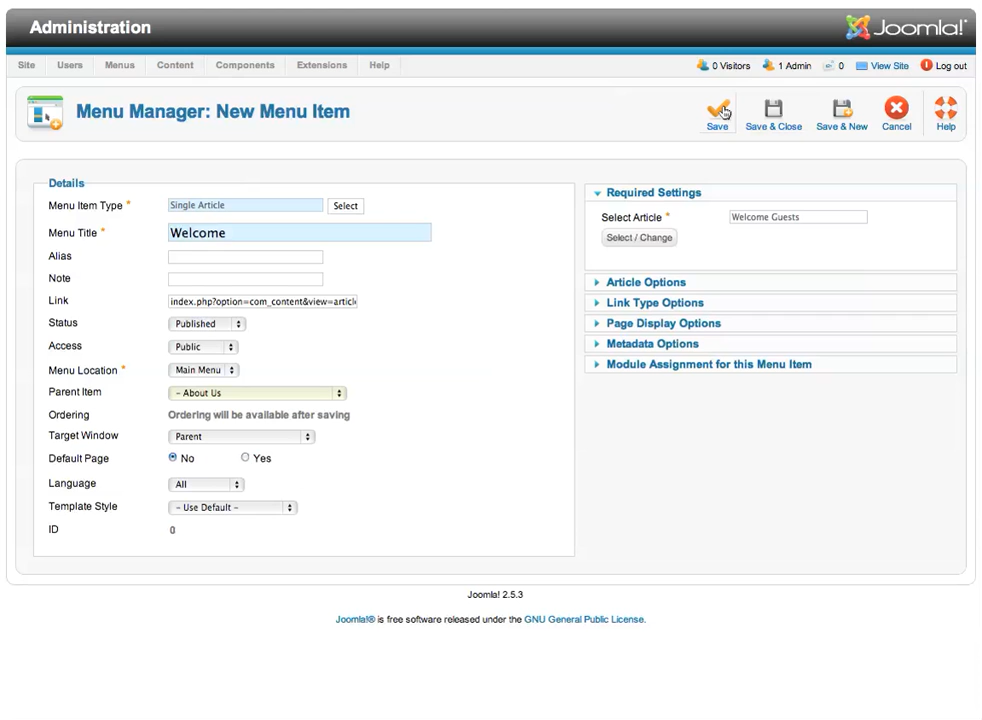 Administration
Joomla!
Site Users Menus Content Components Extensions Help
0 Visitors 1 Admin 0 View Site Log out
Menu Manager: New Menu Item
Save Save & Close Save & New Cancel Help
Details
Menu Item Type * Single Article Select
Menu Title * Welcome
Alias
Note
Link index.php?option=com_content&view=articl
Status Published
Access Public
Menu Location * Main Menu
Parent Item - About Us
Ordering Ordering will be available after saving
Target Window Parent
Default Page No Yes
Language All
Template Style - Use Default -
ID 0
Required Settings
Select Article * Welcome Guests
Select / Change
Article Options
Link Type Options
Page Display Options
Metadata Options
Module Assignment for this Menu Item
Joomla! 2.5.3
Joomla!® is free software released under the GNU General Public License.